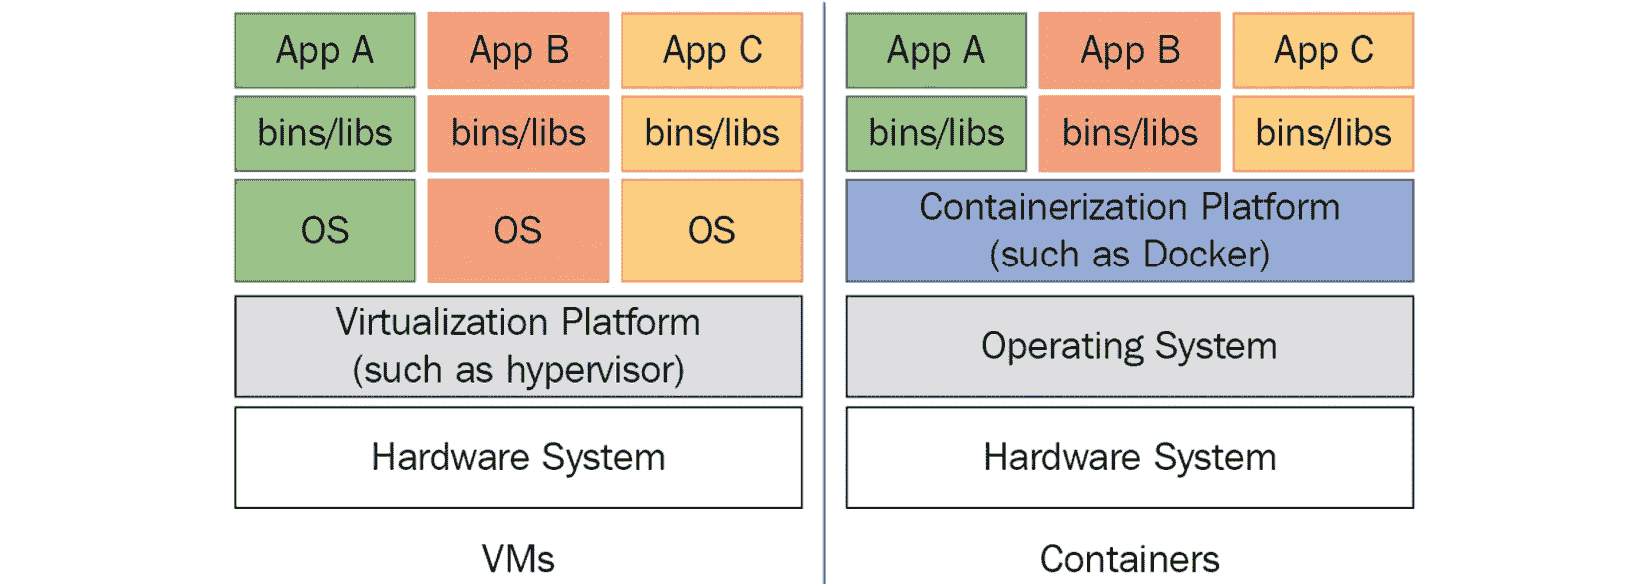 App A
App B
App C
bins/libs
bins/libs
bins/libs
OS
OS
OS
Virtualization Platform
(such as hypervisor)
Hardware System
VMs
App A
App B
App C
bins/libs
bins/libs
bins/libs
Containerization Platform
(such as Docker)
Operating System
Hardware System
Containers